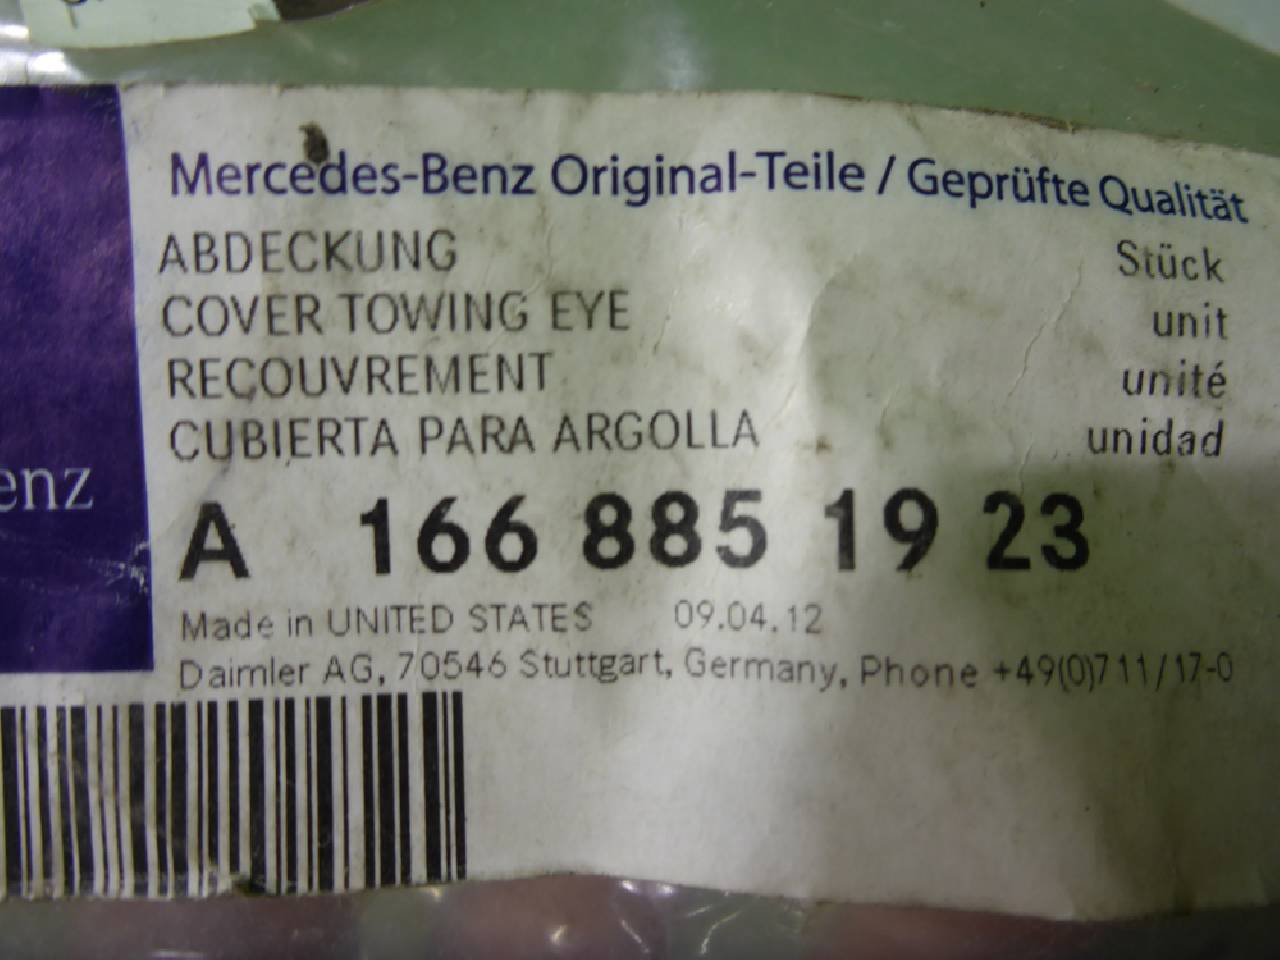 Mercedes-Benz Original-Teile / Geprüfte Qualität
ABDECKUNG Stück
COVER TOWING EYE unit
RECOUVREMENT unité
CUBIERTA PARA ARGOLLA unidad
enz
A 166 885 19 23
Made in UNITED STATES 09.04.12
Daimler AG, 70546 Stuttgart, Germany, Phone +49(0)711/17-0